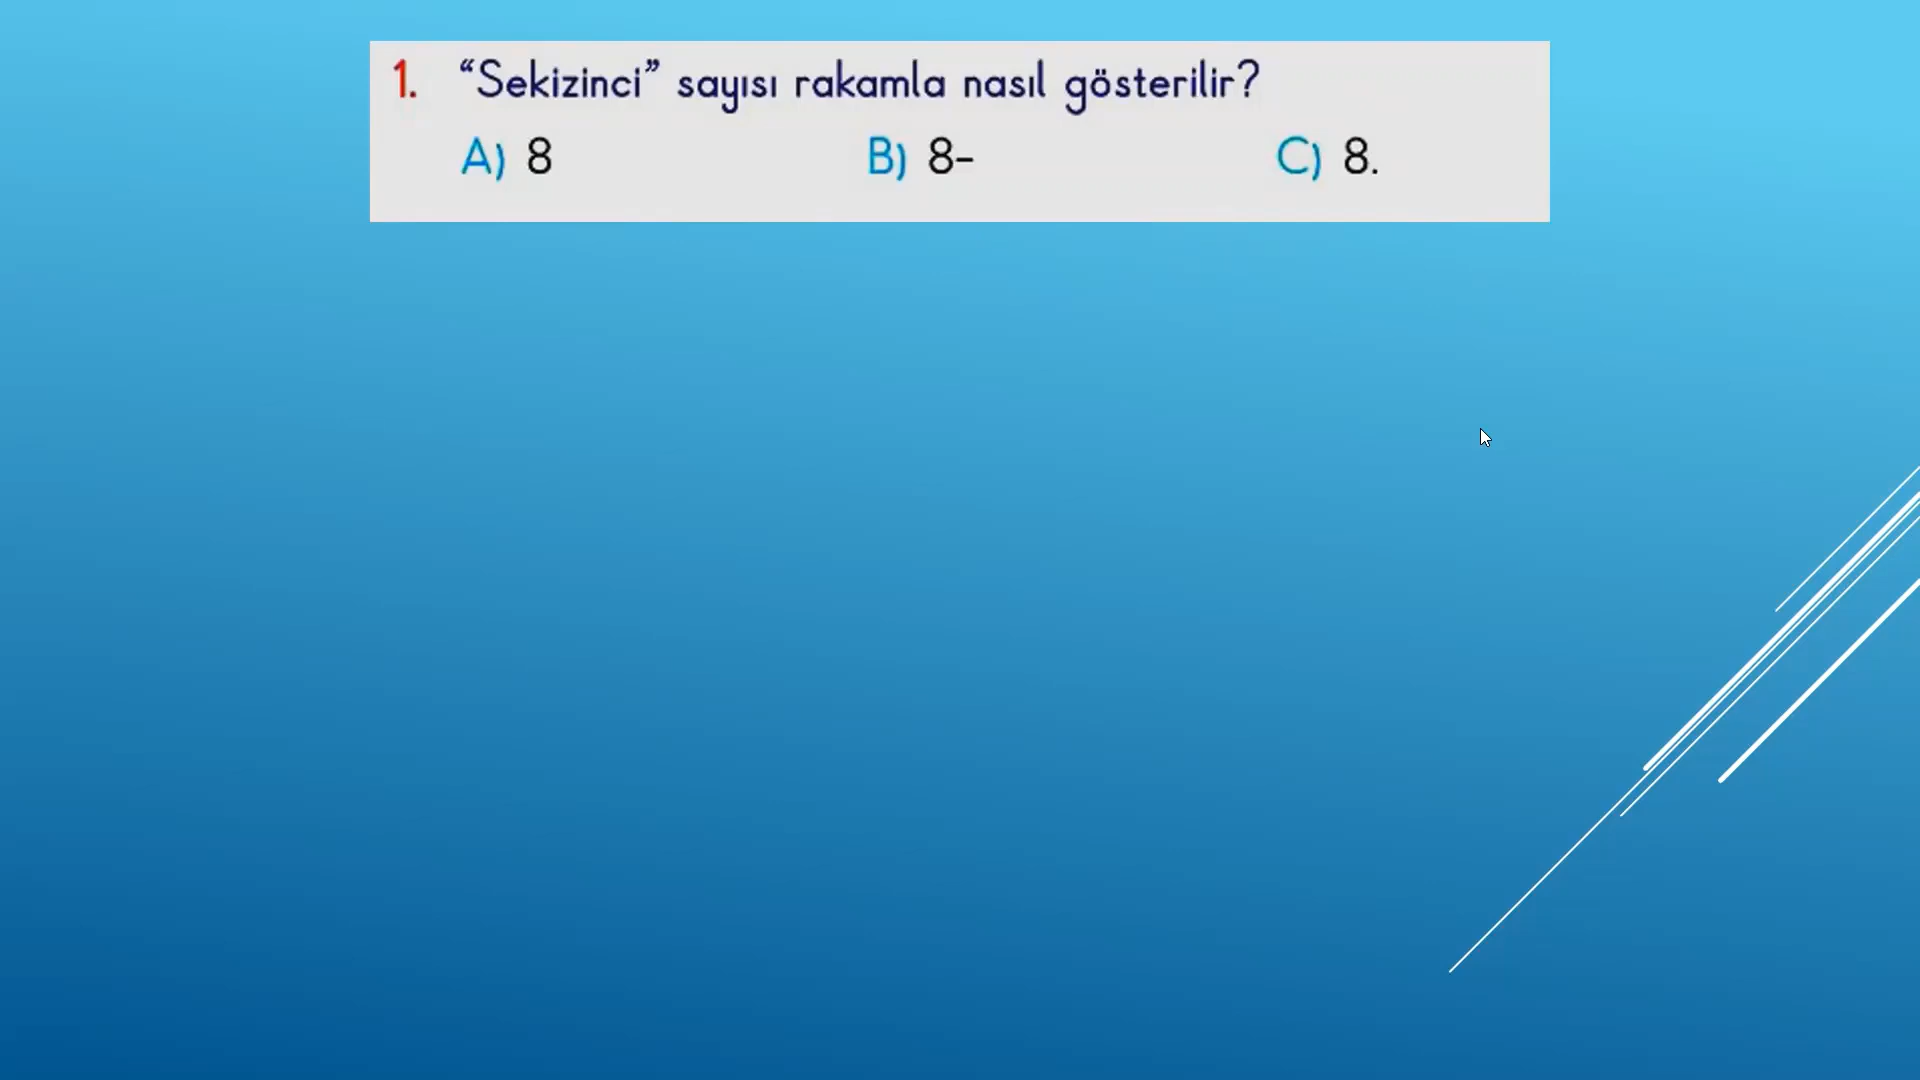 1. “Sekizinci” sayısı rakamla nasıl gösterilir?
A) 8 B) 8- C) 8.